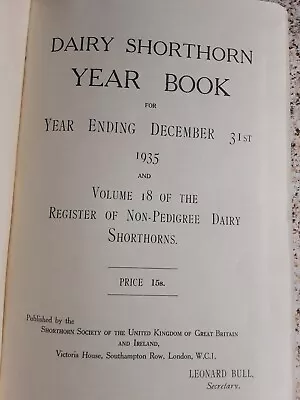 DAIRY SHORTHORN
YEAR BOOK
FOR
YEAR ENDING DECEMBER 31ST
1935
AND
VOLUME 18 OF THE
REGISTER OF NON-PEDIGREE DAIRY
SHORTHORNS.
PRICE 15s.
Published by the
SHORTHORN SOCIETY OF THE UNITED KINGDOM OF GREAT BRITAIN
AND IRELAND,
Victoria House, Southampton Row, London, W.C.1.
LEONARD BULL,
Secretary.